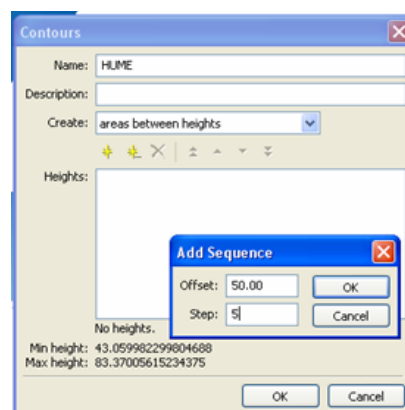 Contours
Name: HUME
Description:
Create: areas between heights
Heights:
Add Sequence
Offset: 50.00 OK
Step: 5 Cancel
No heights.
Min height: 43.059982299804688
Max height: 83.37005615234375
OK Cancel